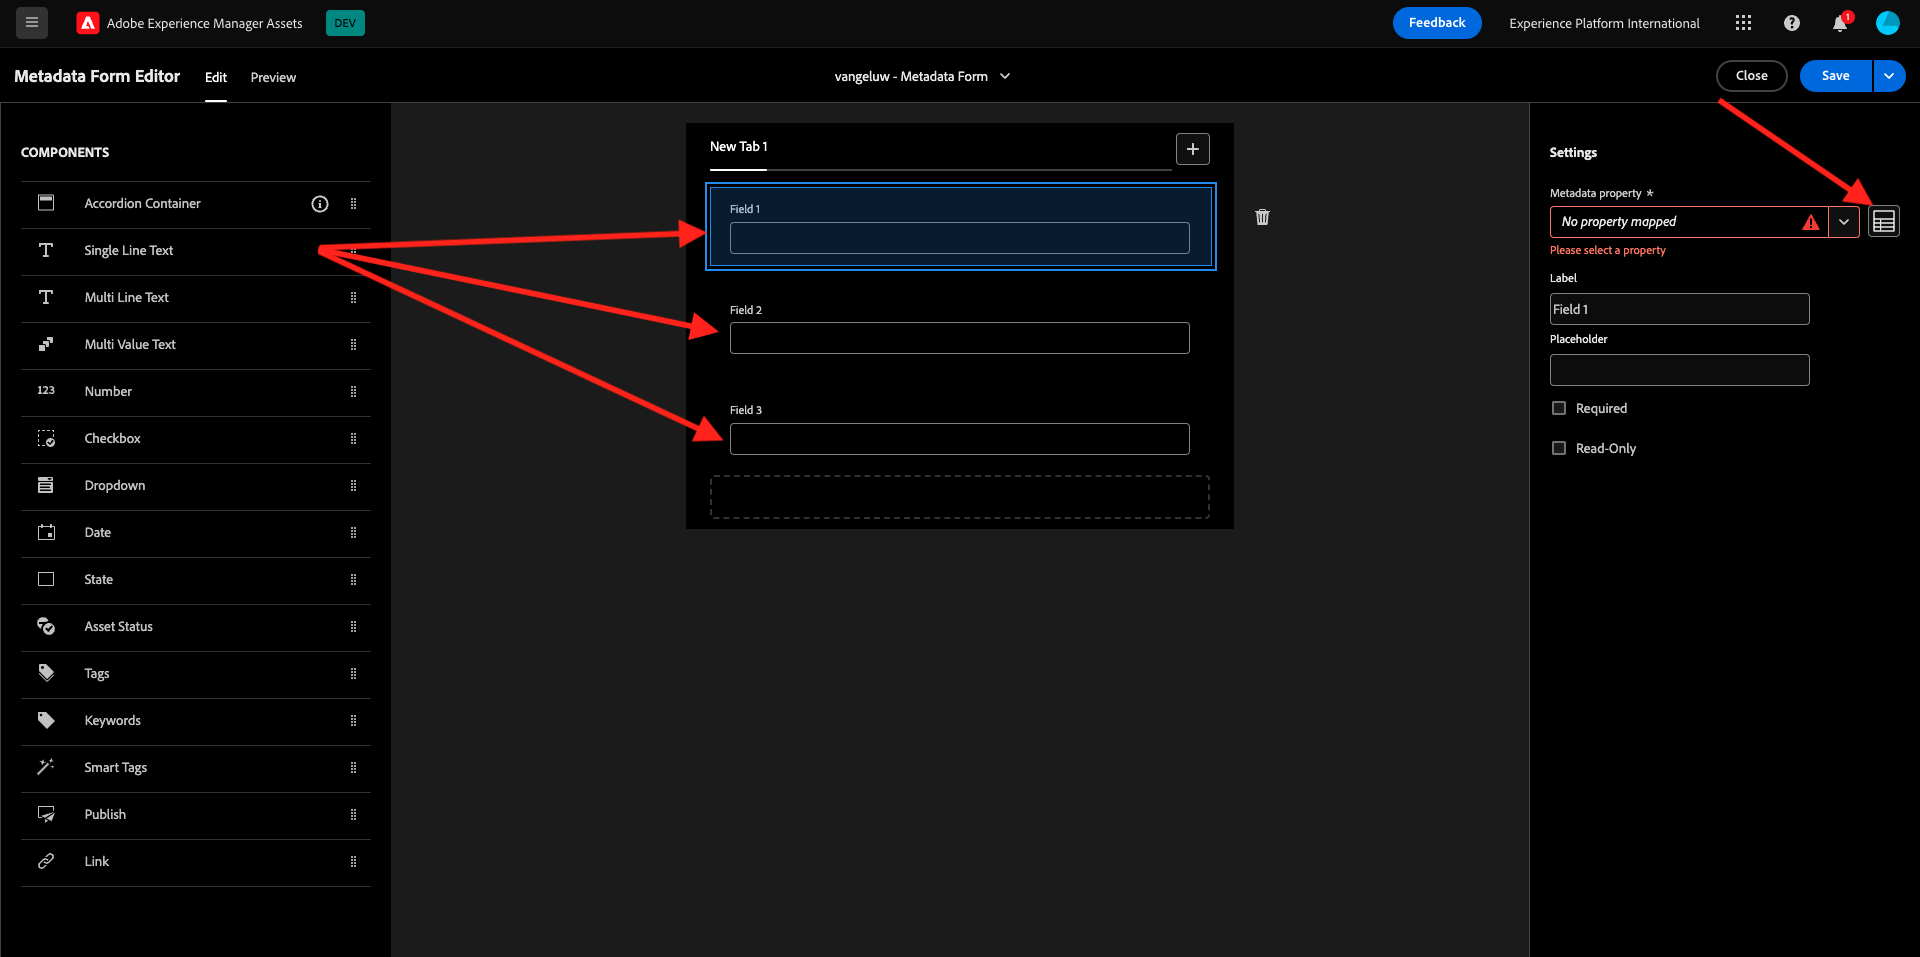 Adobe Experience Manager Assets
DEV
Feedback
Experience Platform International
1
Metadata Form Editor
Edit
Preview
vangeluw - Metadata Form
Close
Save
COMPONENTS
Accordion Container
Single Line Text
Multi Line Text
Multi Value Text
123
Number
Checkbox
Dropdown
Date
State
Asset Status
Tags
Keywords
Smart Tags
Publish
Link
New Tab 1
Field 1
Field 2
Field 3
Settings
Metadata property *
No property mapped
Please select a property
Label
Field 1
Placeholder
Required
Read-Only